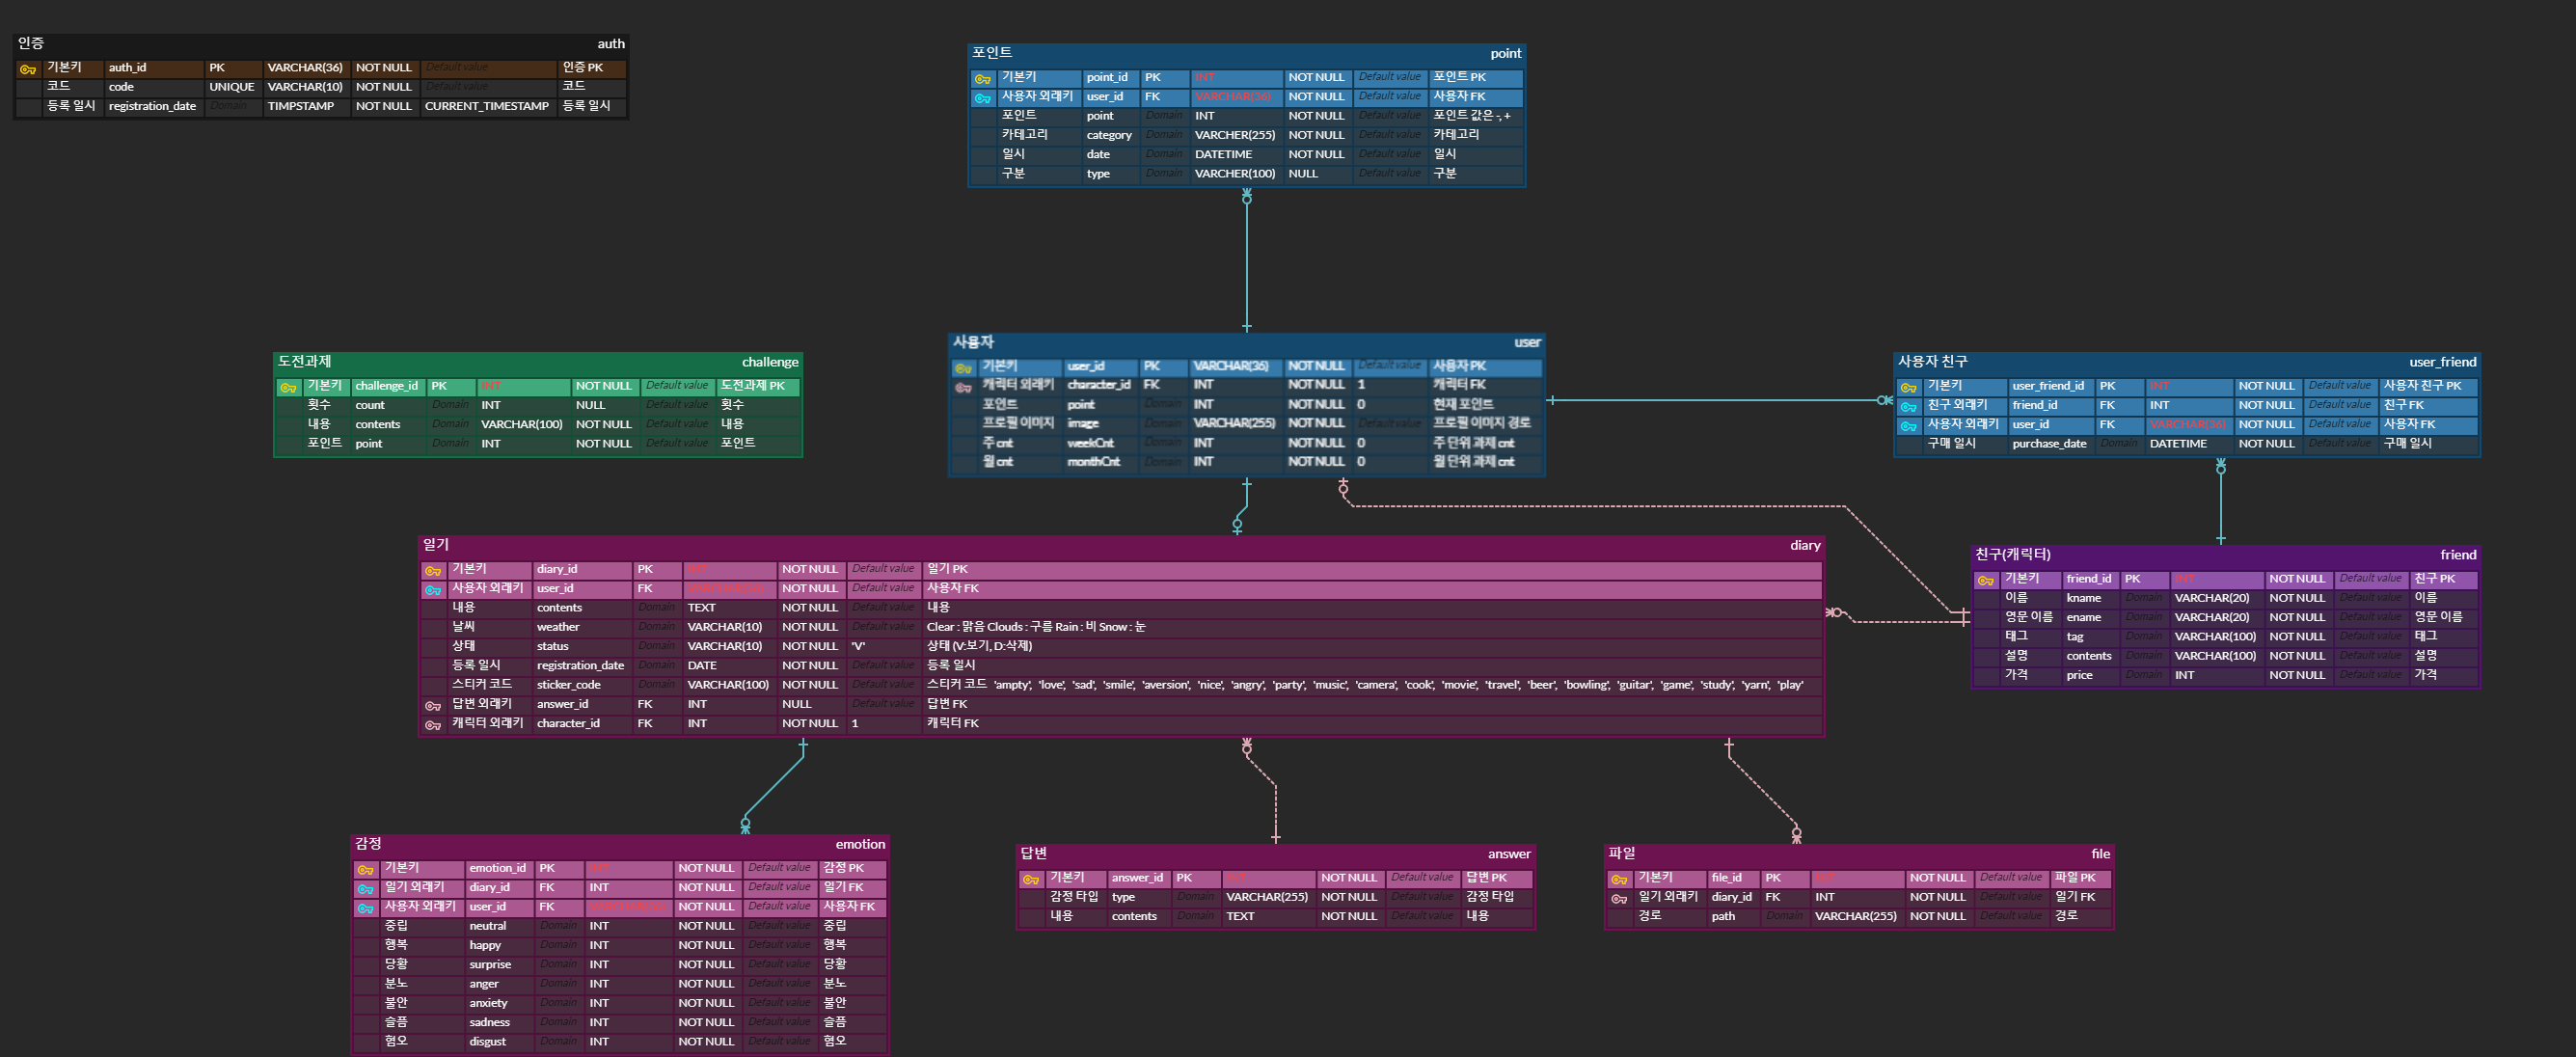 인증 auth
기본키 auth_id PK VARCHAR(36) NOT NULL Default value 인증 PK
코드 code UNIQUE VARCHAR(10) NOT NULL Default value 코드
등록 일시 registration_date Domain TIMPSTAMP NOT NULL CURRENT_TIMESTAMP 등록 일시
포인트 point
기본키 point_id PK INT NOT NULL Default value 포인트 PK
사용자 외래키 user_id FK VARCHAR(36) NOT NULL Default value 사용자 FK
포인트 point Domain INT NOT NULL Default value 포인트 값은 -, +
카테고리 category Domain VARCHER(255) NOT NULL Default value 카테고리
일시 date Domain DATETIME NOT NULL Default value 일시
구분 type Domain VARCHER(100) NULL Default value 구분
도전과제 challenge
기본키 challenge_id PK INT NOT NULL Default value 도전과제 PK
횟수 count Domain INT NULL Default value 횟수
내용 contents Domain VARCHAR(100) NOT NULL Default value 내용
포인트 point Domain INT NOT NULL Default value 포인트
사용자 user
기본키 user_id PK VARCHAR(36) NOT NULL Default value 사용자 PK
캐릭터 외래키 character_id FK INT NOT NULL 1 캐릭터 FK
포인트 point Domain INT NOT NULL 0 현재 포인트
프로필 이미지 image Domain VARCHAR(255) NOT NULL Default value 프로필 이미지 경로
주 cnt weekCnt Domain INT NOT NULL 0 주 단위 과제 cnt
월 cnt monthCnt Domain INT NOT NULL 0 월 단위 과제 cnt
사용자 친구 user_friend
기본키 user_friend_id PK INT NOT NULL Default value 사용자 친구 PK
친구 외래키 friend_id FK INT NOT NULL Default value 친구 FK
사용자 외래키 user_id FK VARCHAR(36) NOT NULL Default value 사용자 FK
구매 일시 purchase_date Domain DATETIME NOT NULL Default value 구매 일시
일기 diary
기본키 diary_id PK INT NOT NULL Default value 일기 PK
사용자 외래키 user_id FK VARCHAR(36) NOT NULL Default value 사용자 FK
내용 contents Domain TEXT NOT NULL Default value 내용
날씨 weather Domain VARCHAR(10) NOT NULL Default value Clear : 맑음 Clouds : 구름 Rain : 비 Snow : 눈
상태 status Domain VARCHAR(10) NOT NULL 'V' 상태 (V:보기, D:삭제)
등록 일시 registration_date Domain DATE NOT NULL Default value 등록 일시
스티커 코드 sticker_code Domain VARCHAR(100) NOT NULL Default value 스티커 코드 'ampty', 'love', 'sad', 'smile', 'aversion', 'nice', 'angry', 'party', 'music', 'camera', 'cook', 'movie', 'travel', 'beer', 'bowling', 'guitar', 'game', 'study', 'yarn', 'play'
답변 외래키 answer_id FK INT NULL Default value 답변 FK
캐릭터 외래키 character_id FK INT NOT NULL 1 캐릭터 FK
친구(캐릭터) friend
기본키 friend_id PK INT NOT NULL Default value 친구 PK
이름 kname Domain VARCHAR(20) NOT NULL Default value 이름
영문 이름 ename Domain VARCHAR(20) NOT NULL Default value 영문 이름
태그 tag Domain VARCHAR(100) NOT NULL Default value 태그
설명 contents Domain VARCHAR(100) NOT NULL Default value 설명
가격 price Domain INT NOT NULL Default value 가격
감정 emotion
기본키 emotion_id PK INT NOT NULL Default value 감정 PK
일기 외래키 diary_id FK INT NOT NULL Default value 일기 FK
사용자 외래키 user_id FK VARCHAR(36) NOT NULL Default value 사용자 FK
중립 neutral Domain INT NOT NULL Default value 중립
행복 happy Domain INT NOT NULL Default value 행복
당황 surprise Domain INT NOT NULL Default value 당황
분노 anger Domain INT NOT NULL Default value 분노
불안 anxiety Domain INT NOT NULL Default value 불안
슬픔 sadness Domain INT NOT NULL Default value 슬픔
혐오 disgust Domain INT NOT NULL Default value 혐오
답변 answer
기본키 answer_id PK INT NOT NULL Default value 답변 PK
감정 타입 type Domain VARCHAR(255) NOT NULL Default value 감정 타입
내용 contents Domain TEXT NOT NULL Default value 내용
파일 file
기본키 file_id PK INT NOT NULL Default value 파일 PK
일기 외래키 diary_id FK INT NOT NULL Default value 일기 FK
경로 path Domain VARCHAR(255) NOT NULL Default value 경로